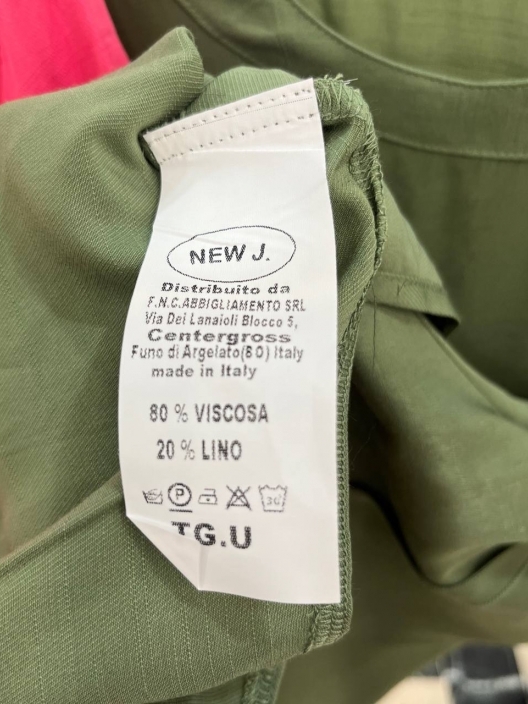 NEW J.
Distribuito da
F.N.C.ABBIGLIAMENTO SRL
Via Dei Lanaioli Blocco 5,
Centergross
Funo di Argelato(BO) Italy
made in Italy
80 % VISCOSA
20 % LINO
P 30
TG.U